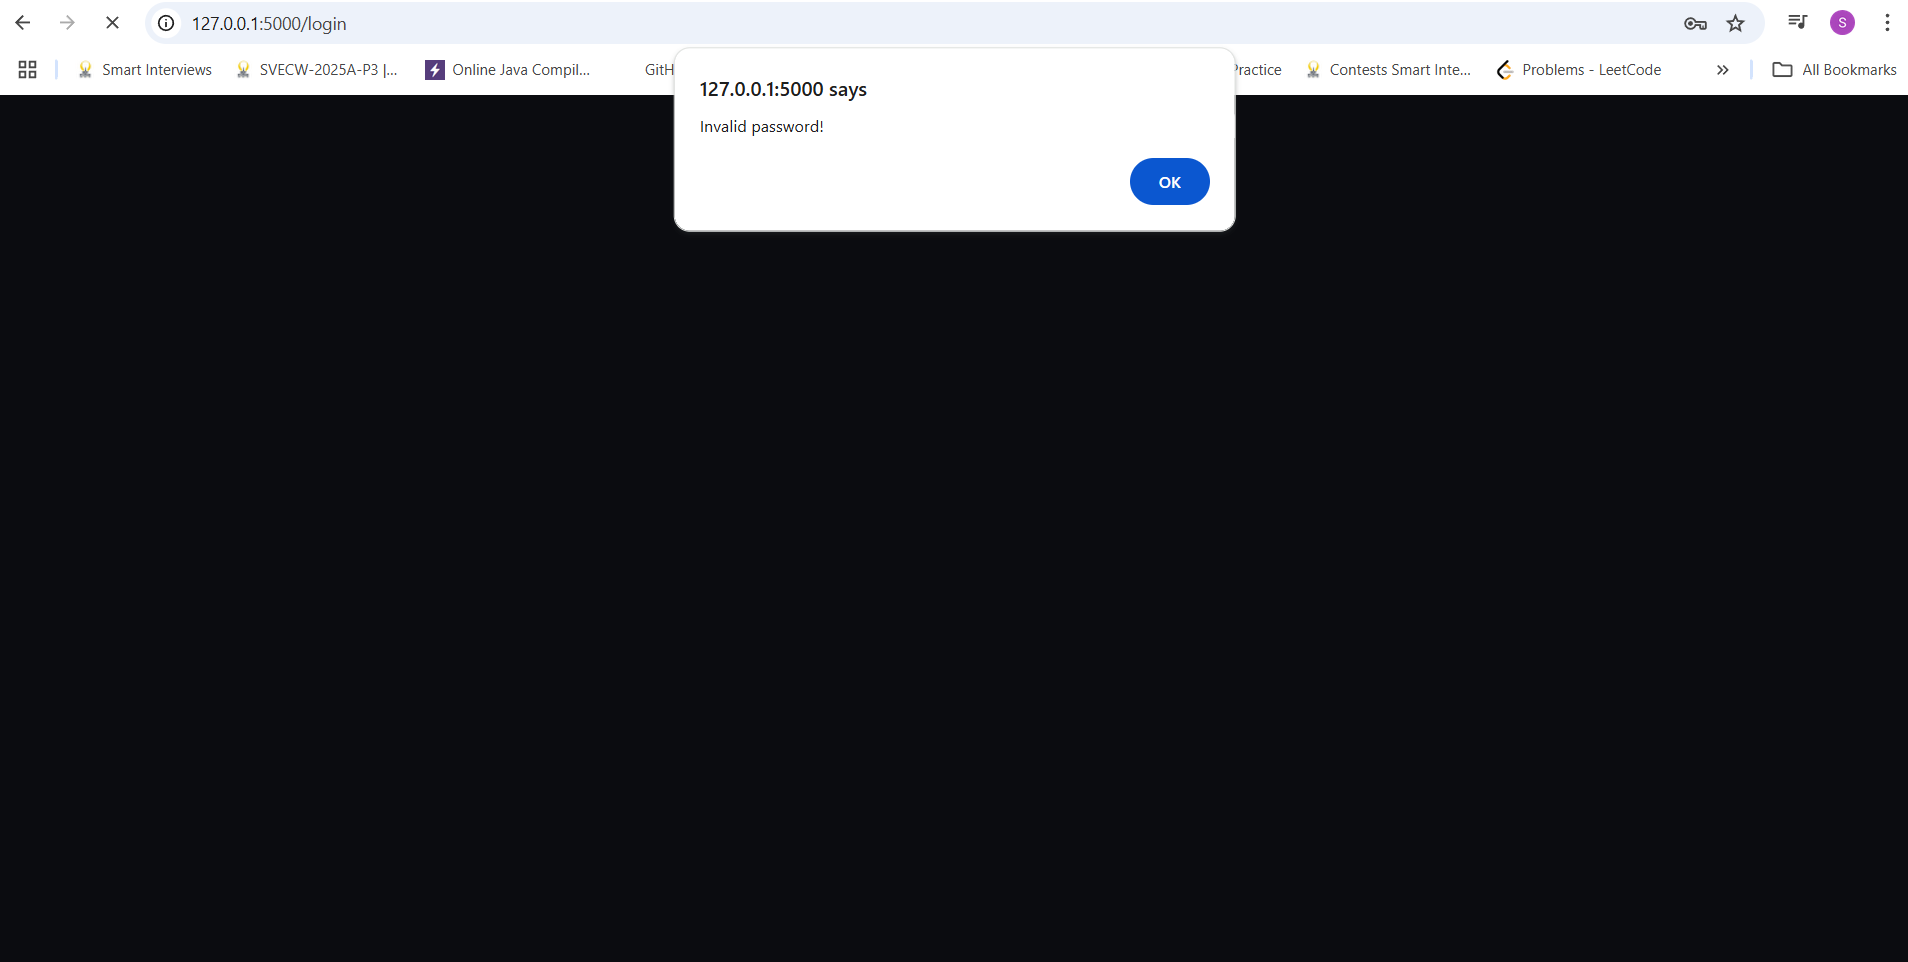 127.0.0.1:5000/login
S
Smart Interviews
SVECW-2025A-P3 |...
Online Java Compil...
GitH
Practice
Contests Smart Inte...
Problems - LeetCode
All Bookmarks
127.0.0.1:5000 says
Invalid password!
OK